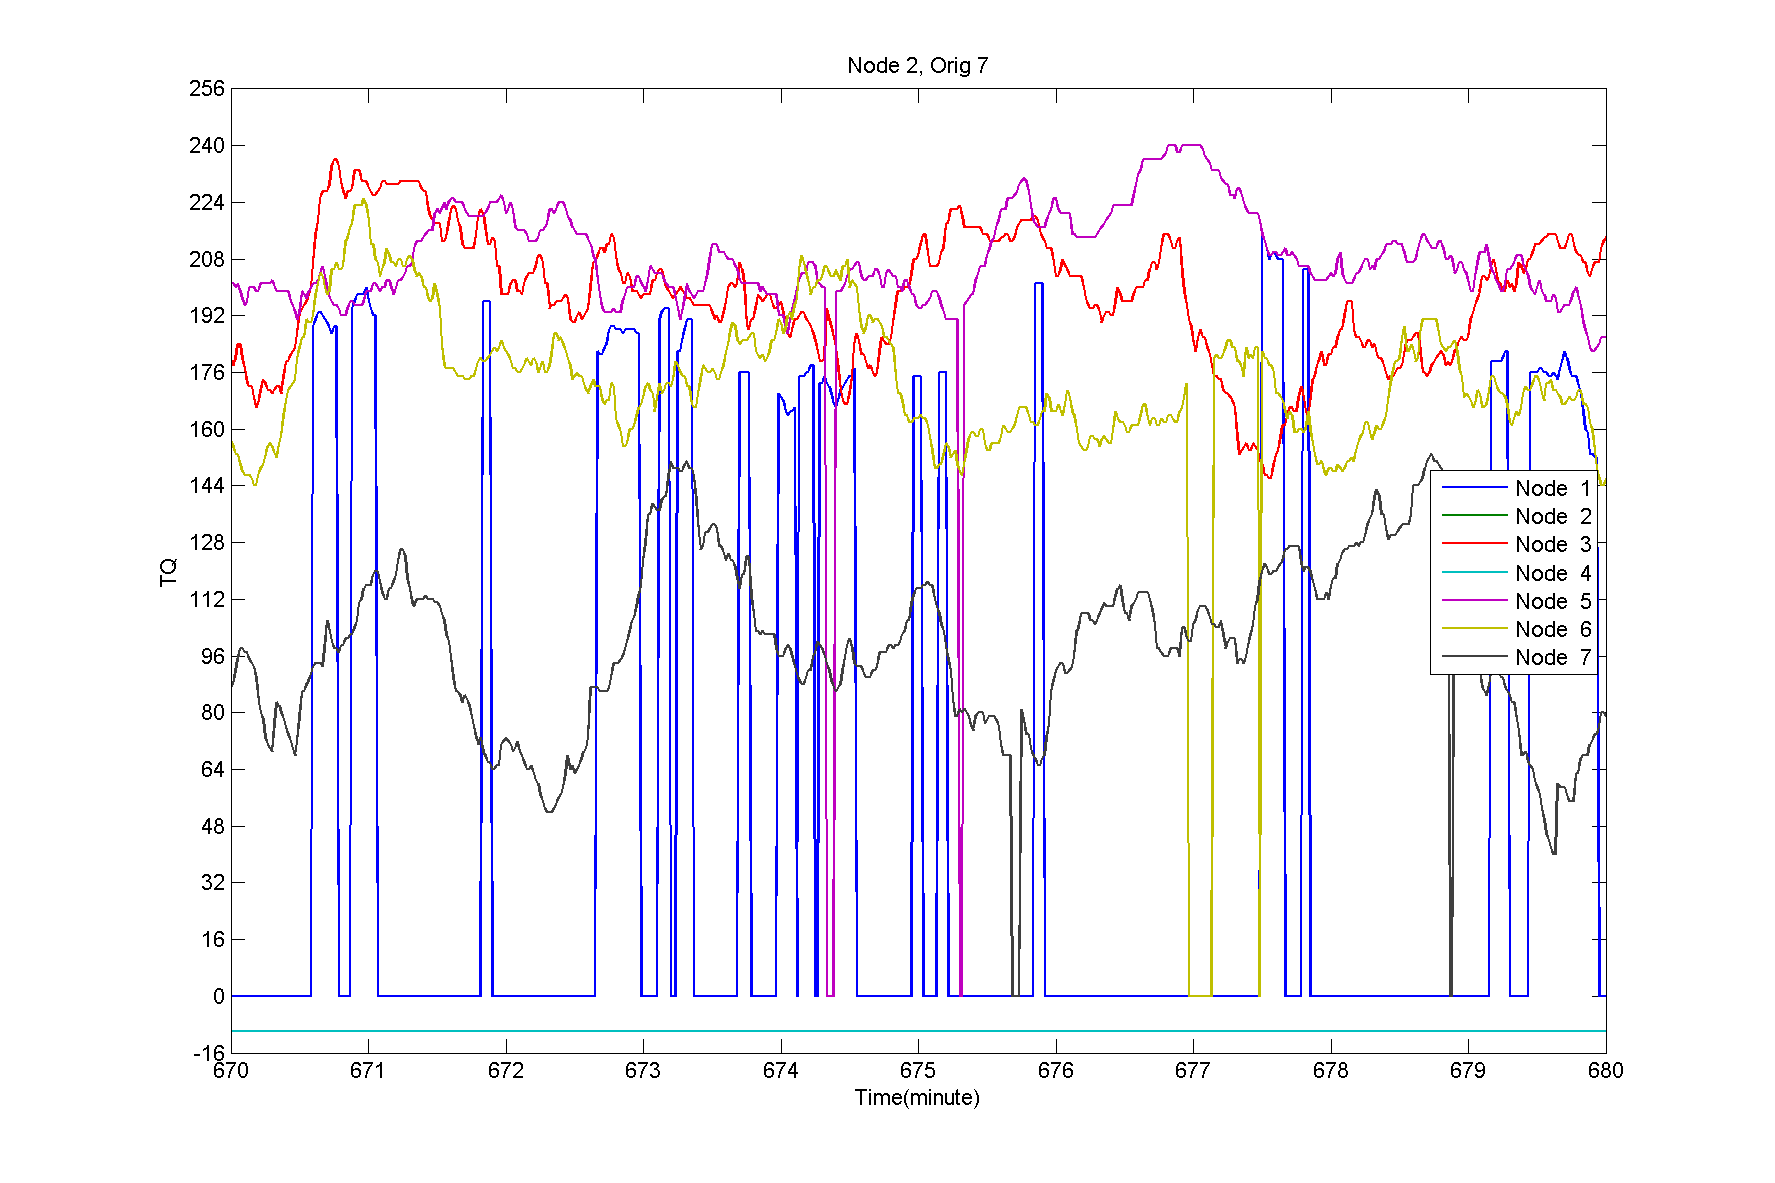 Node 2, Orig 7
256
240
224
208
192
176
160
144
128
112
96
80
64
48
32
16
0
-16
TQ
Node 1
Node 2
Node 3
Node 4
Node 5
Node 6
Node 7
670 671 672 673 674 675 676 677 678 679 680
Time(minute)